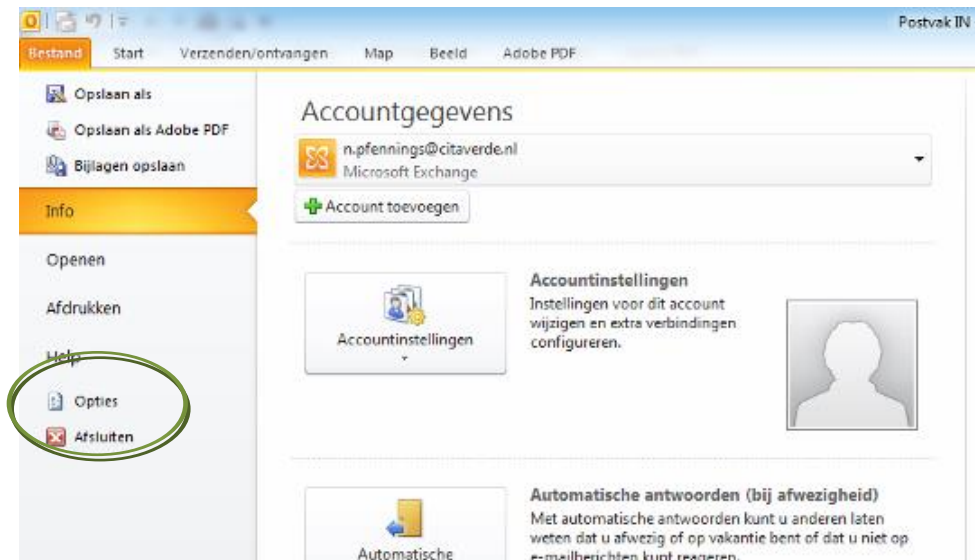 Postvak IN
Bestand Start Verzenden/ontvangen Map Beeld Adobe PDF
Opslaan als
Opslaan als Adobe PDF
Bijlagen opslaan
Info
Openen
Afdrukken
Help
Opties
Afsluiten
Accountgegevens
n.pfennings@citaverde.nl
Microsoft Exchange
Account toevoegen
Accountinstellingen
Accountinstellingen
Instellingen voor dit account
wijzigen en extra verbindingen
configureren.
Automatische
Automatische antwoorden (bij afwezigheid)
Met automatische antwoorden kunt u anderen laten
weten dat u afwezig of op vakantie bent of dat u niet op
e-mailberichten kunt reageren.